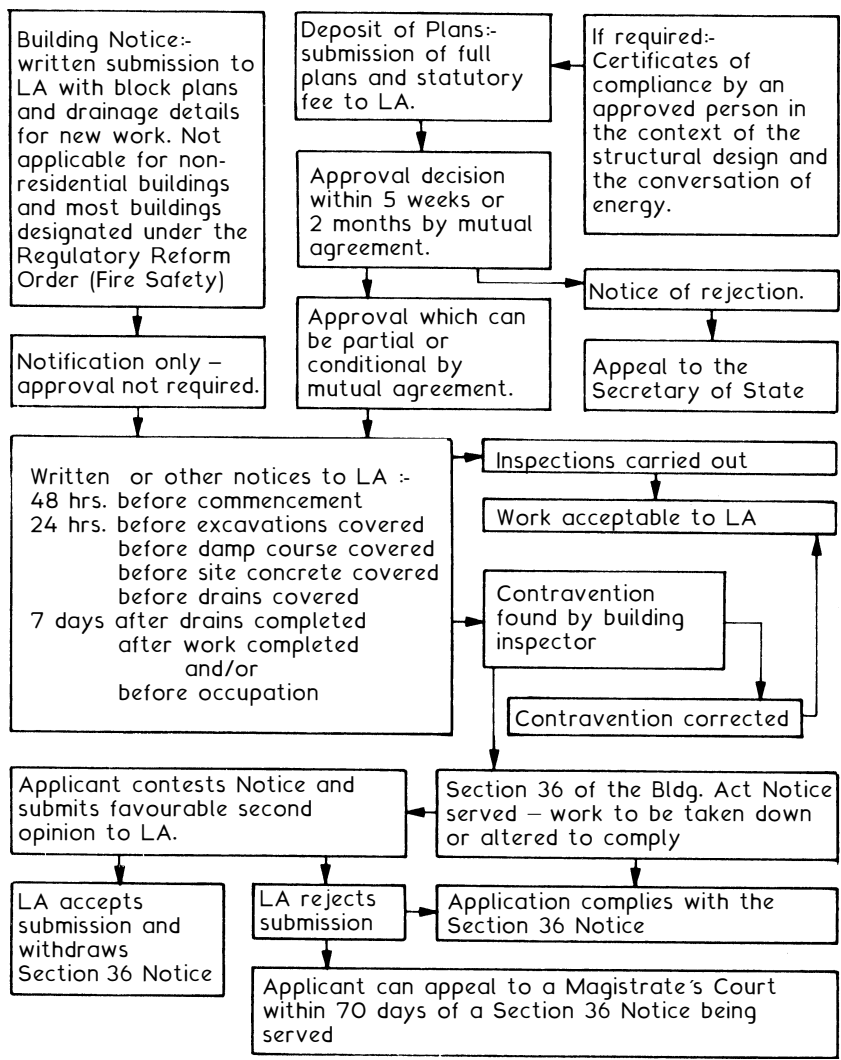 Building Notice:-
written submission to
LA with block plans
and drainage details
for new work. Not
applicable for non-
residential buildings
and most buildings
designated under the
Regulatory Reform
Order (Fire Safety)
Deposit of Plans:-
submission of full
plans and statutory
fee to LA.
If required:-
Certificates of
compliance by an
approved person in
the context of the
structural design and
the conversation of
energy.
Approval decision
within 5 weeks or
2 months by mutual
agreement.
Notice of rejection.
Notification only –
approval not required.
Approval which can
be partial or
conditional by
mutual agreement.
Appeal to the
Secretary of State
Written or other notices to LA :-
48 hrs. before commencement
24 hrs. before excavations covered
before damp course covered
before site concrete covered
before drains covered
7 days after drains completed
after work completed
and/or
before occupation
Inspections carried out
Work acceptable to LA
Contravention
found by building
inspector
Contravention corrected
Applicant contests Notice and
submits favourable second
opinion to LA.
Section 36 of the Bldg. Act Notice
served – work to be taken down
or altered to comply
LA accepts
submission and
withdraws
Section 36 Notice
LA rejects
submission
Application complies with the
Section 36 Notice
Applicant can appeal to a Magistrate's Court
within 70 days of a Section 36 Notice being
served